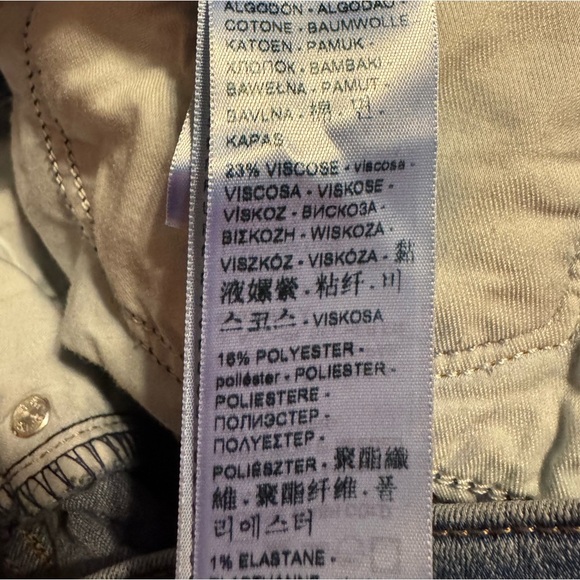 ALGODÓN - ALGODÃO -
COTONE - BAUMWOLLE
KATOEN - PAMUK -
ХЛОПОК - BAMBAKI
BAWEŁNA - PAMUT -
BAVLNA - 棉 - 면 -
KAPAS
23% VISCOSE - viscosa -
VISCOSA - VISKOSE -
VİSKOZ - ВИСКОЗА -
ΒΙΣΚΟΖΗ - WISKOZA -
VISZKÓZ - VISKÓZA - 黏
液嫘縈 - 粘纤 - 비
스코스 - VISKOSA
16% POLYESTER -
poliéster - POLIESTER -
POLIESTERE -
ПОЛИЭСТЕР -
ΠΟΛΥΕΣΤΕΡ -
POLIÉSZTER - 聚酯纖
維 - 聚酯纤维 - 폴
리에스터
1% ELASTANE -